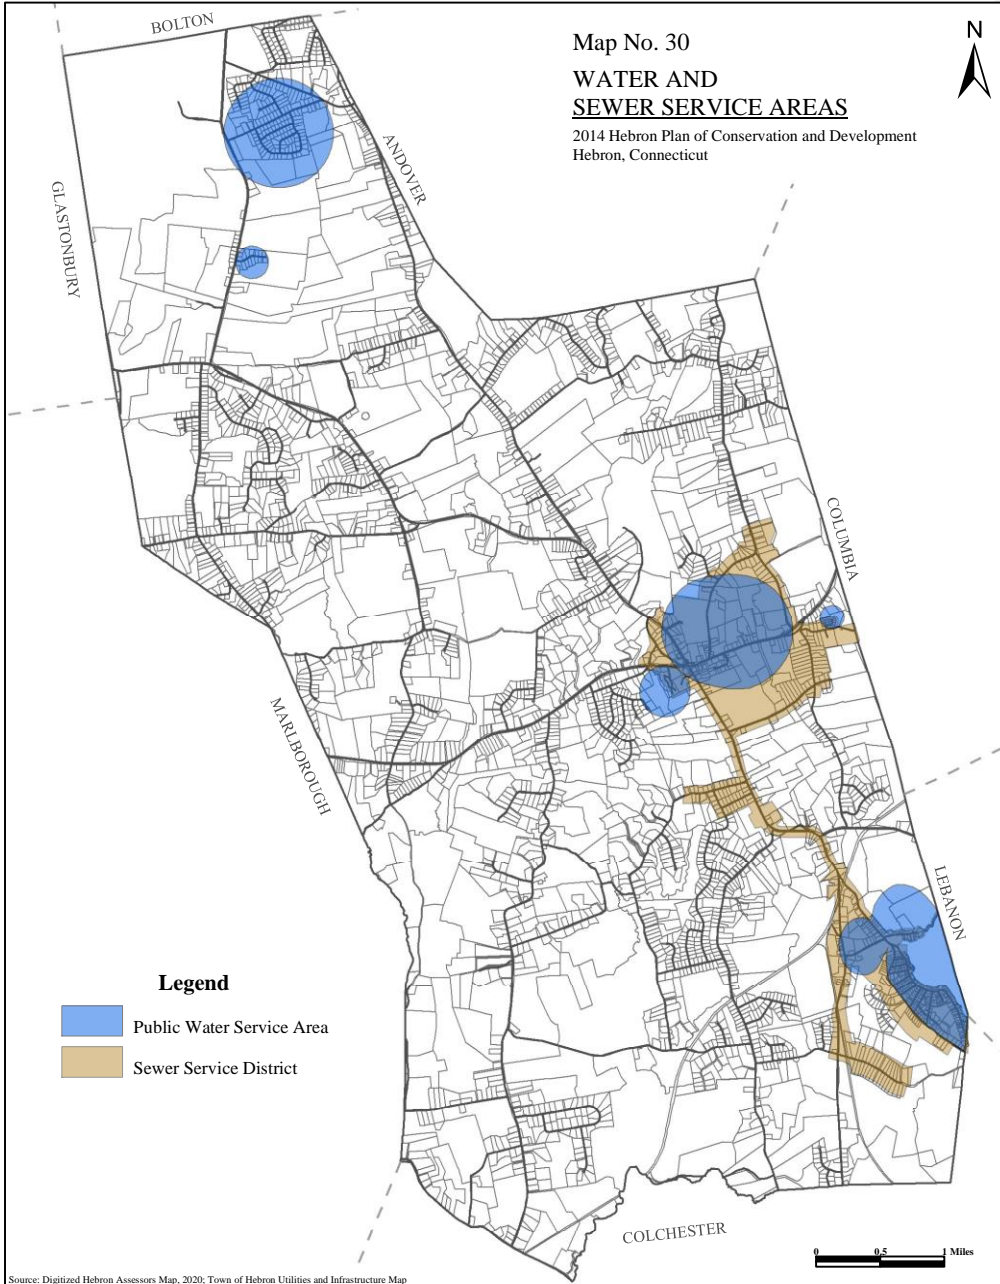 BOLTON
Map No. 30
N
WATER AND
SEWER SERVICE AREAS
2014 Hebron Plan of Conservation and Development
Hebron, Connecticut
ANDOVER
GLASTONBURY
COLUMBIA
MARLBOROUGH
LEBANON
Legend
Public Water Service Area
Sewer Service District
COLCHESTER
0 0.5 1 Miles
Source: Digitized Hebron Assessors Map, 2020; Town of Hebron Utilities and Infrastructure Map